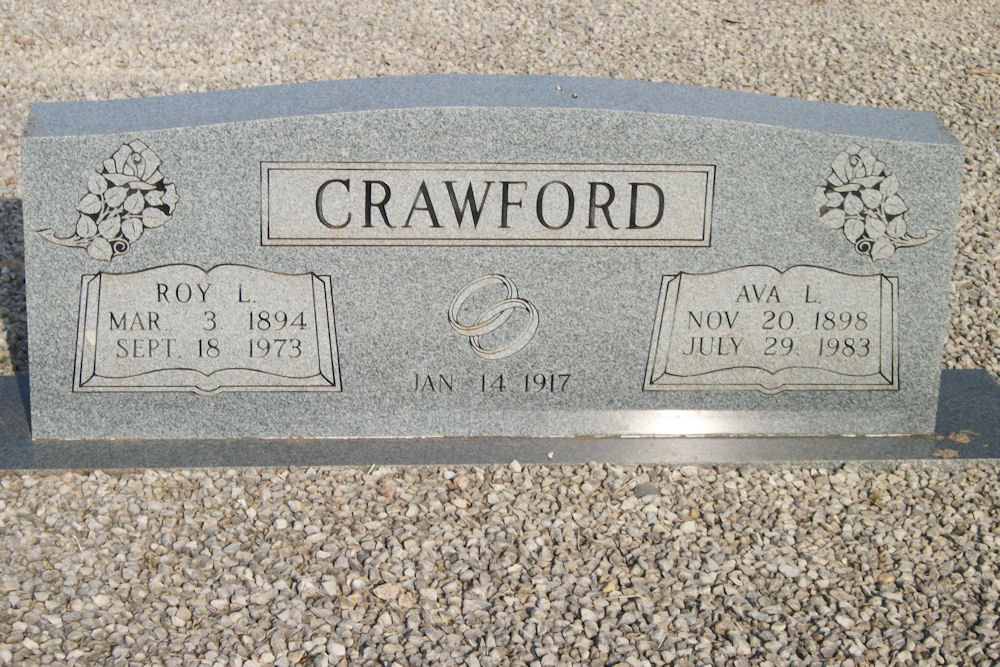 CRAWFORD
ROY L.
MAR. 3 1894
SEPT. 18 1973
JAN 14 1917
AVA L.
NOV 20. 1898
JULY 29. 1983